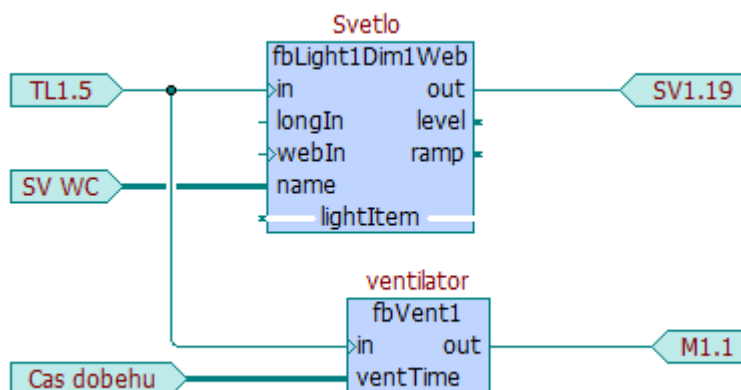 Svetlo
fbLight1Dim1Web
TL1.5 in out SV1.19
longIn level
webIn ramp
SV WC name
lightItem
ventilator
fbVent1
in out M1.1
Cas dobehu ventTime